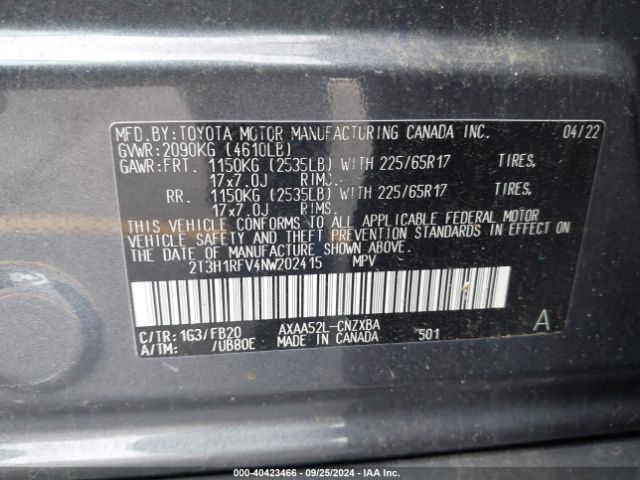 MFD.BY:TOYOTA MOTOR MANUFACTURING CANADA INC. 04/22
GVWR:2090KG (4610LB)
GAWR:FRT. 1150KG (2535LB) WITH 225/65R17 TIRES,
17x7.0J RIMS.
RR. 1150KG (2535LB) WITH 225/65R17 TIRES,
17x7.0J RIMS.
THIS VEHICLE CONFORMS TO ALL APPLICABLE FEDERAL MOTOR
VEHICLE SAFETY AND THEFT PREVENTION STANDARDS IN EFFECT ON
THE DATE OF MANUFACTURE SHOWN ABOVE.
2T3H1RFV4NW202415 MPV
C/TR:1G3/FB20 AXAA52L-CNZXBA A
A/TM: /UB80E MADE IN CANADA 501
000-40423466 - 09/25/2024 - IAA Inc.